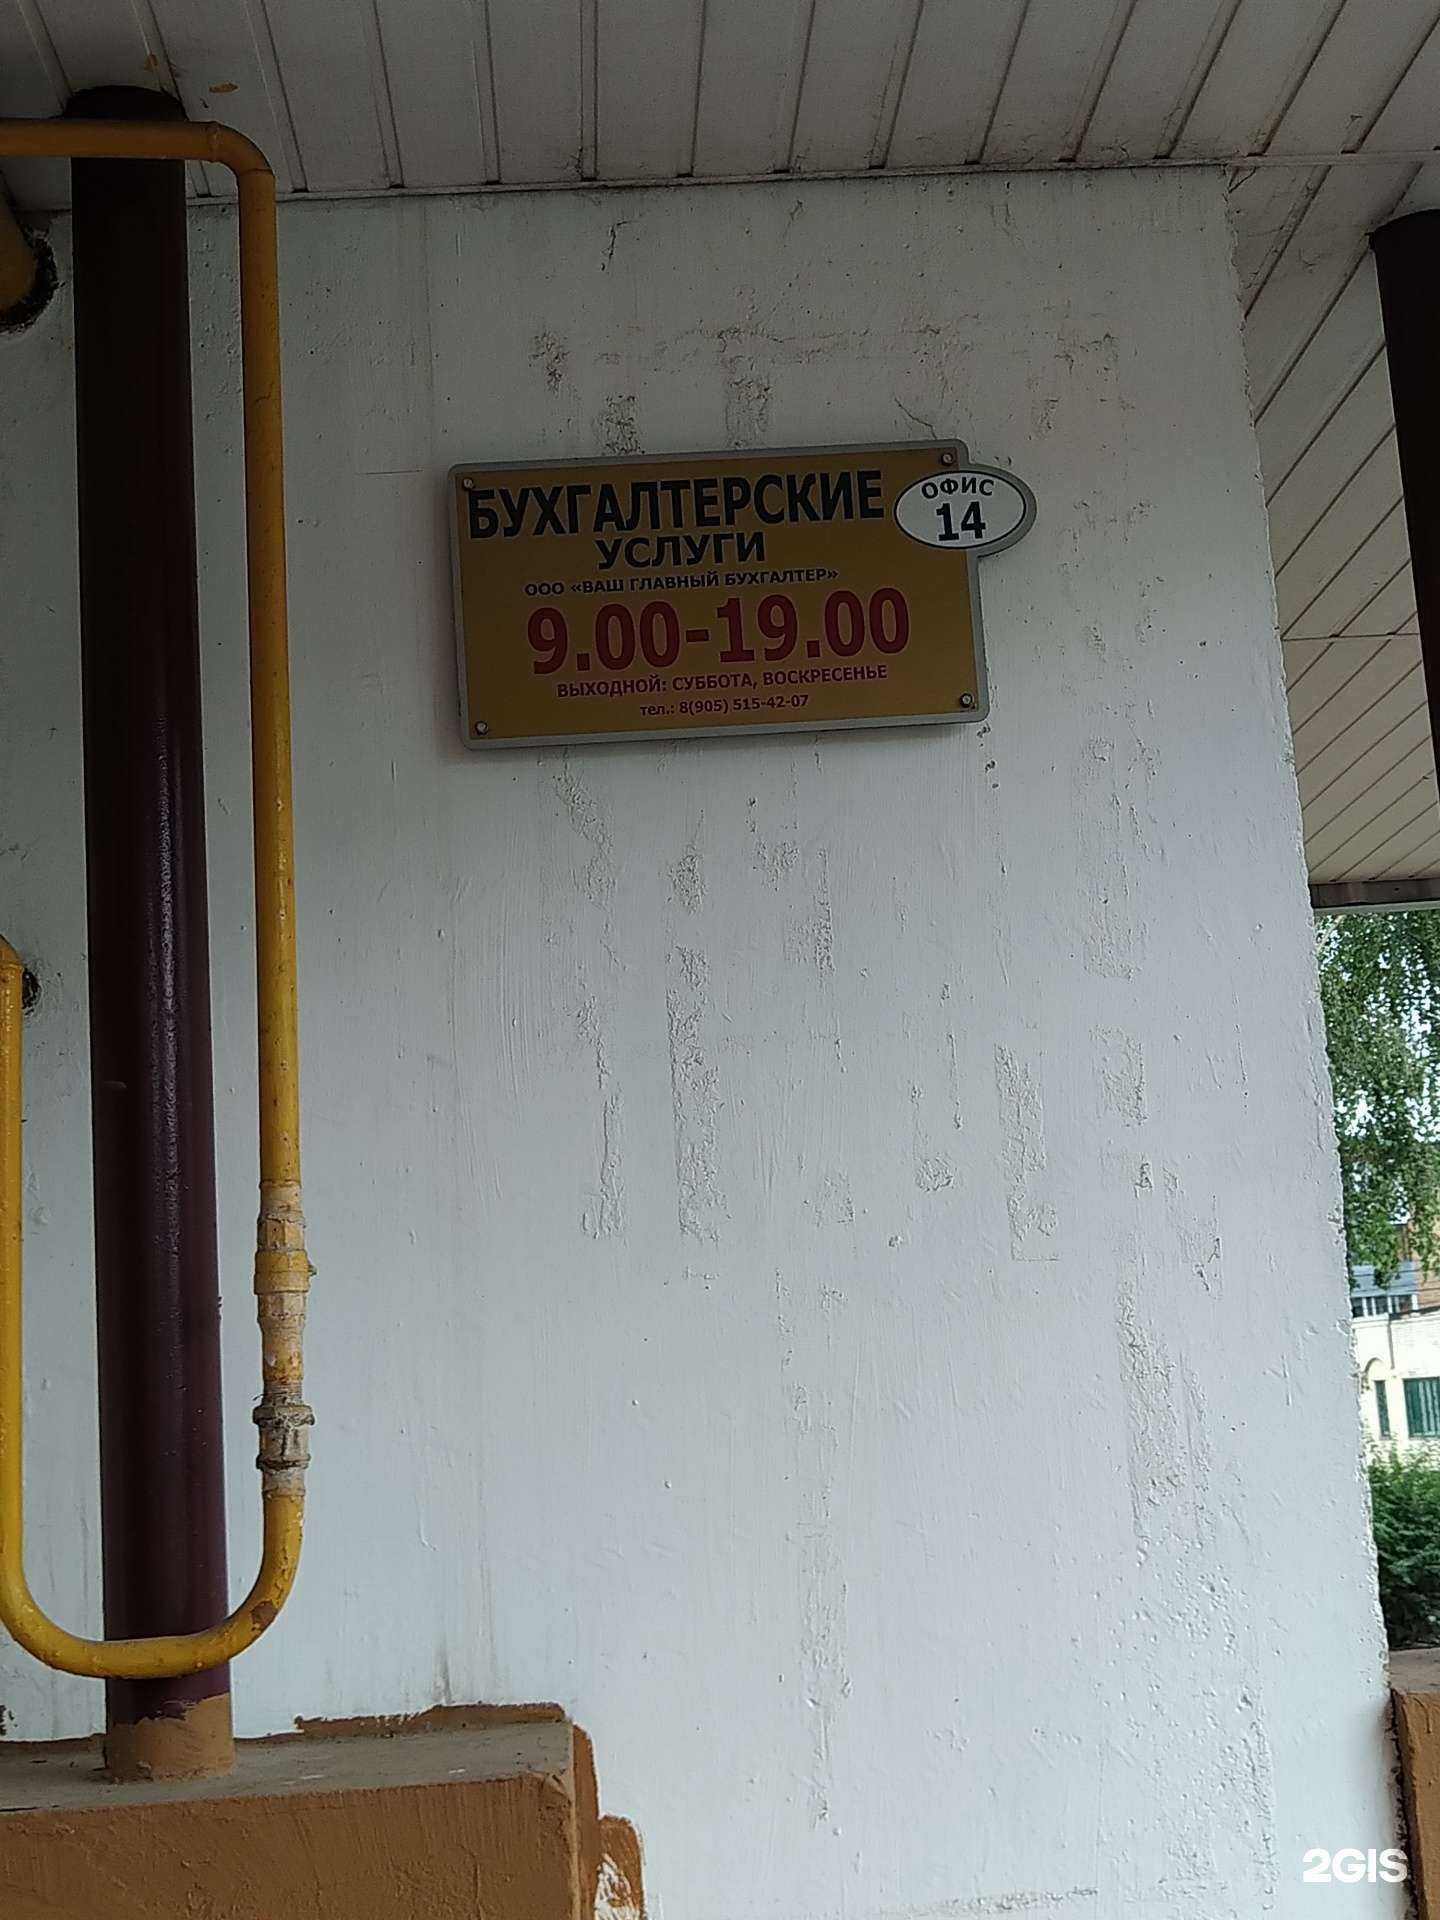 БУХГАЛТЕРСКИЕ
УСЛУГИ
ОФИС
14
ООО «ВАШ ГЛАВНЫЙ БУХГАЛТЕР»
9.00-19.00
ВЫХОДНОЙ: СУББОТА, ВОСКРЕСЕНЬЕ
тел.: 8(905) 515-42-07
2GIS